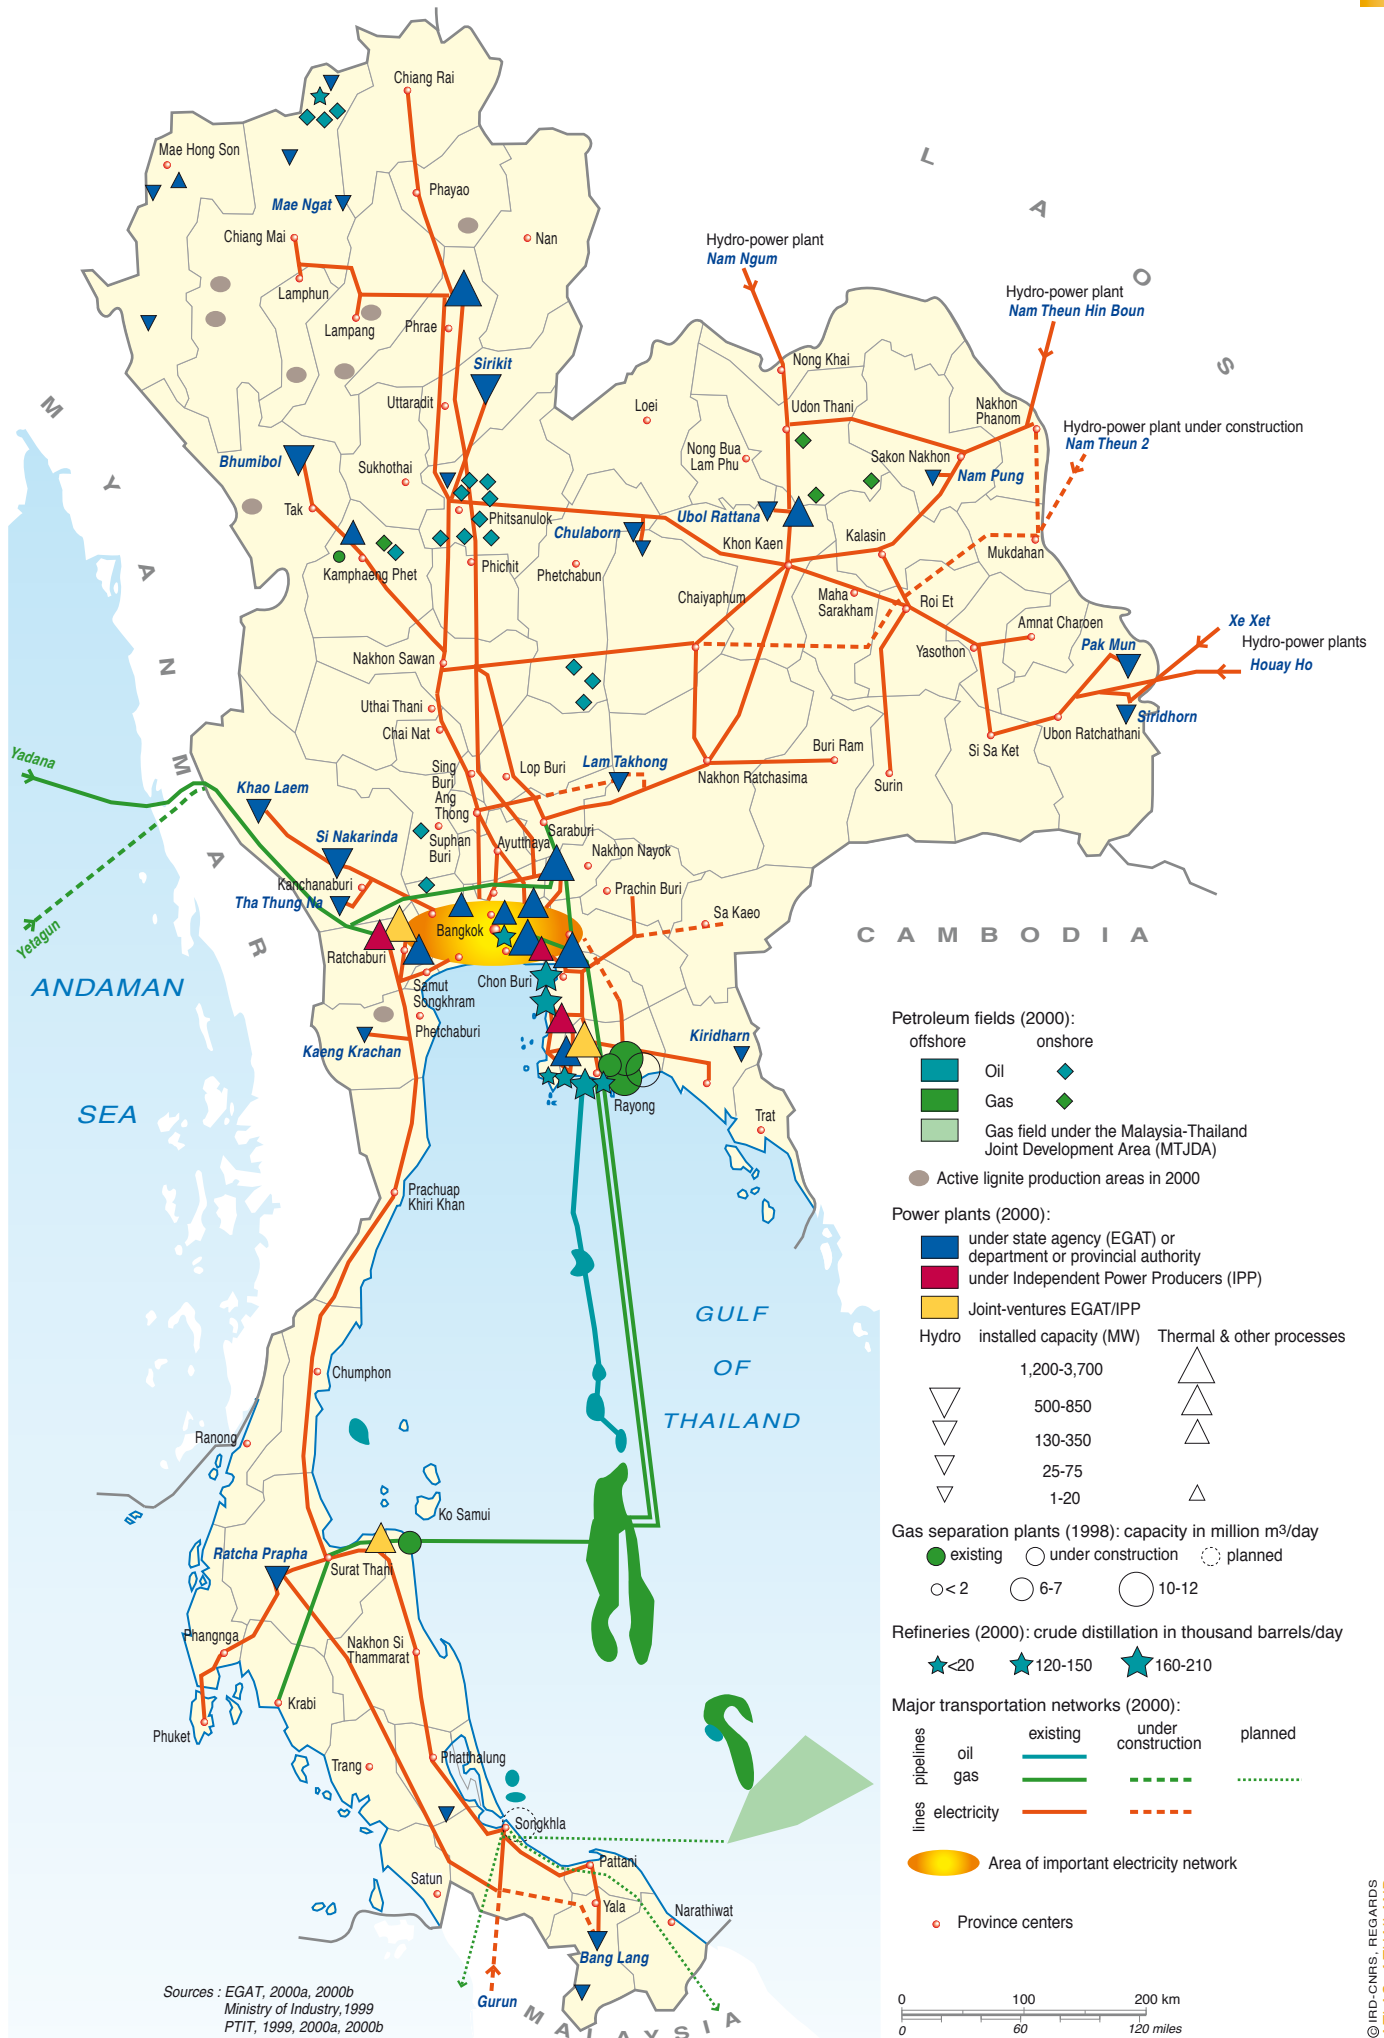 Chiang Rai
Mae Hong Son
Phayao
Mae Ngat
Chiang Mai
Nan
Lamphun
Lampang
Phrae
Sirikit
Uttaradit
Bhumibol
Sukhothai
Tak
Phitsanulok
Kamphaeng Phet
Phichit
Phetchabun
Chulaborn
L A O S
Hydro-power plant
Nam Ngum
Hydro-power plant
Nam Theun Hin Boun
Nong Khai
Loei
Udon Thani
Nakhon
Phanom
Hydro-power plant under construction
Nam Theun 2
Nong Bua
Lam Phu
Sakon Nakhon
Nam Pung
Ubol Rattana
Khon Kaen
Kalasin
Mukdahan
Chaiyaphum
Maha
Sarakham
Roi Et
Amnat Charoen
Yasothon
Pak Mun
Xe Xet
Hydro-power plants
Houay Ho
Siridhorn
Ubon Ratchathani
Si Sa Ket
Surin
Buri Ram
Nakhon Ratchasima
Lam Takhong
M Y A N M A R
Nakhon Sawan
Uthai Thani
Chai Nat
Sing
Buri
Ang
Thong
Lop Buri
Saraburi
Suphan
Buri
Ayutthaya
Nakhon Nayok
Prachin Buri
Sa Kaeo
Yadana
Yetagun
Khao Laem
Si Nakarinda
Kanchanaburi
Tha Thung Na
Bangkok
Ratchaburi
Samut
Songkhram
Chon Buri
Phetchaburi
Kaeng Krachan
Kiridharn
Rayong
Trat
C A M B O D I A
ANDAMAN
SEA
Prachuap
Khiri Khan
GULF
OF
THAILAND
Chumphon
Ranong
Ko Samui
Ratcha Prapha
Surat Thani
Phangnga
Nakhon Si
Thammarat
Krabi
Phuket
Trang
Phatthalung
Songkhla
Satun
Pattani
Yala
Narathiwat
Bang Lang
Gurun
M A L A Y S I A
Petroleum fields (2000):
offshore onshore
Oil
Gas
Gas field under the Malaysia-Thailand
Joint Development Area (MTJDA)
Active lignite production areas in 2000
Power plants (2000):
under state agency (EGAT) or
department or provincial authority
under Independent Power Producers (IPP)
Joint-ventures EGAT/IPP
Hydro installed capacity (MW) Thermal & other processes
1,200-3,700
500-850
130-350
25-75
1-20
Gas separation plants (1998): capacity in million m3/day
existing under construction planned
< 2 6-7 10-12
Refineries (2000): crude distillation in thousand barrels/day
<20 120-150 160-210
Major transportation networks (2000):
existing under construction planned
pipelines
oil
gas
lines
electricity
Area of important electricity network
Province centers
0 100 200 km
0 60 120 miles
Sources : EGAT, 2000a, 2000b
Ministry of Industry,1999
PTIT, 1999, 2000a, 2000b
© IRD-CNRS, REGARDS